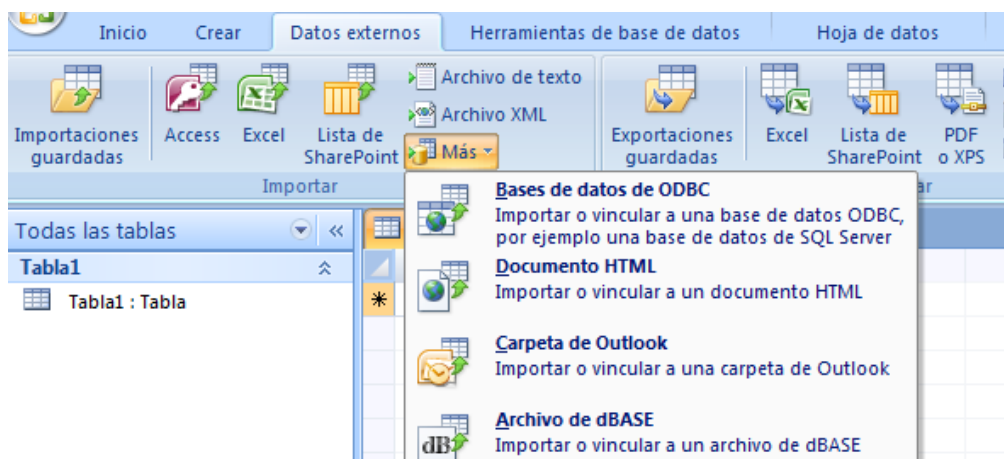 Inicio Crear Datos externos Herramientas de base de datos Hoja de datos
Importaciones guardadas
Access
Excel
Lista de SharePoint
Archivo de texto
Archivo XML
Más
Importar
Exportaciones guardadas
Excel
Lista de SharePoint
PDF o XPS
ar
Todas las tablas
Tabla1
Tabla1 : Tabla
Bases de datos de ODBC
Importar o vincular a una base de datos ODBC,
por ejemplo una base de datos de SQL Server
Documento HTML
Importar o vincular a un documento HTML
Carpeta de Outlook
Importar o vincular a una carpeta de Outlook
Archivo de dBASE
dB
Importar o vincular a un archivo de dBASE